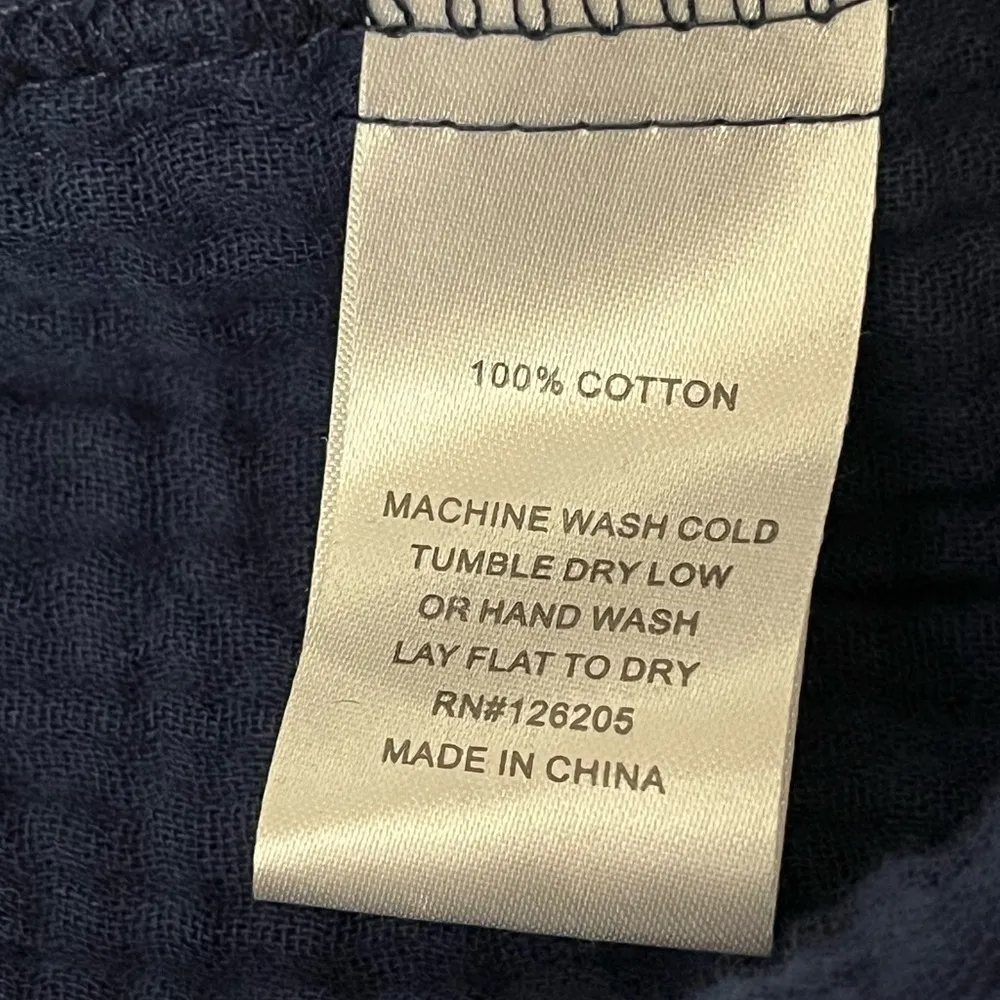 100% COTTON
MACHINE WASH COLD
TUMBLE DRY LOW
OR HAND WASH
LAY FLAT TO DRY
RN#126205
MADE IN CHINA